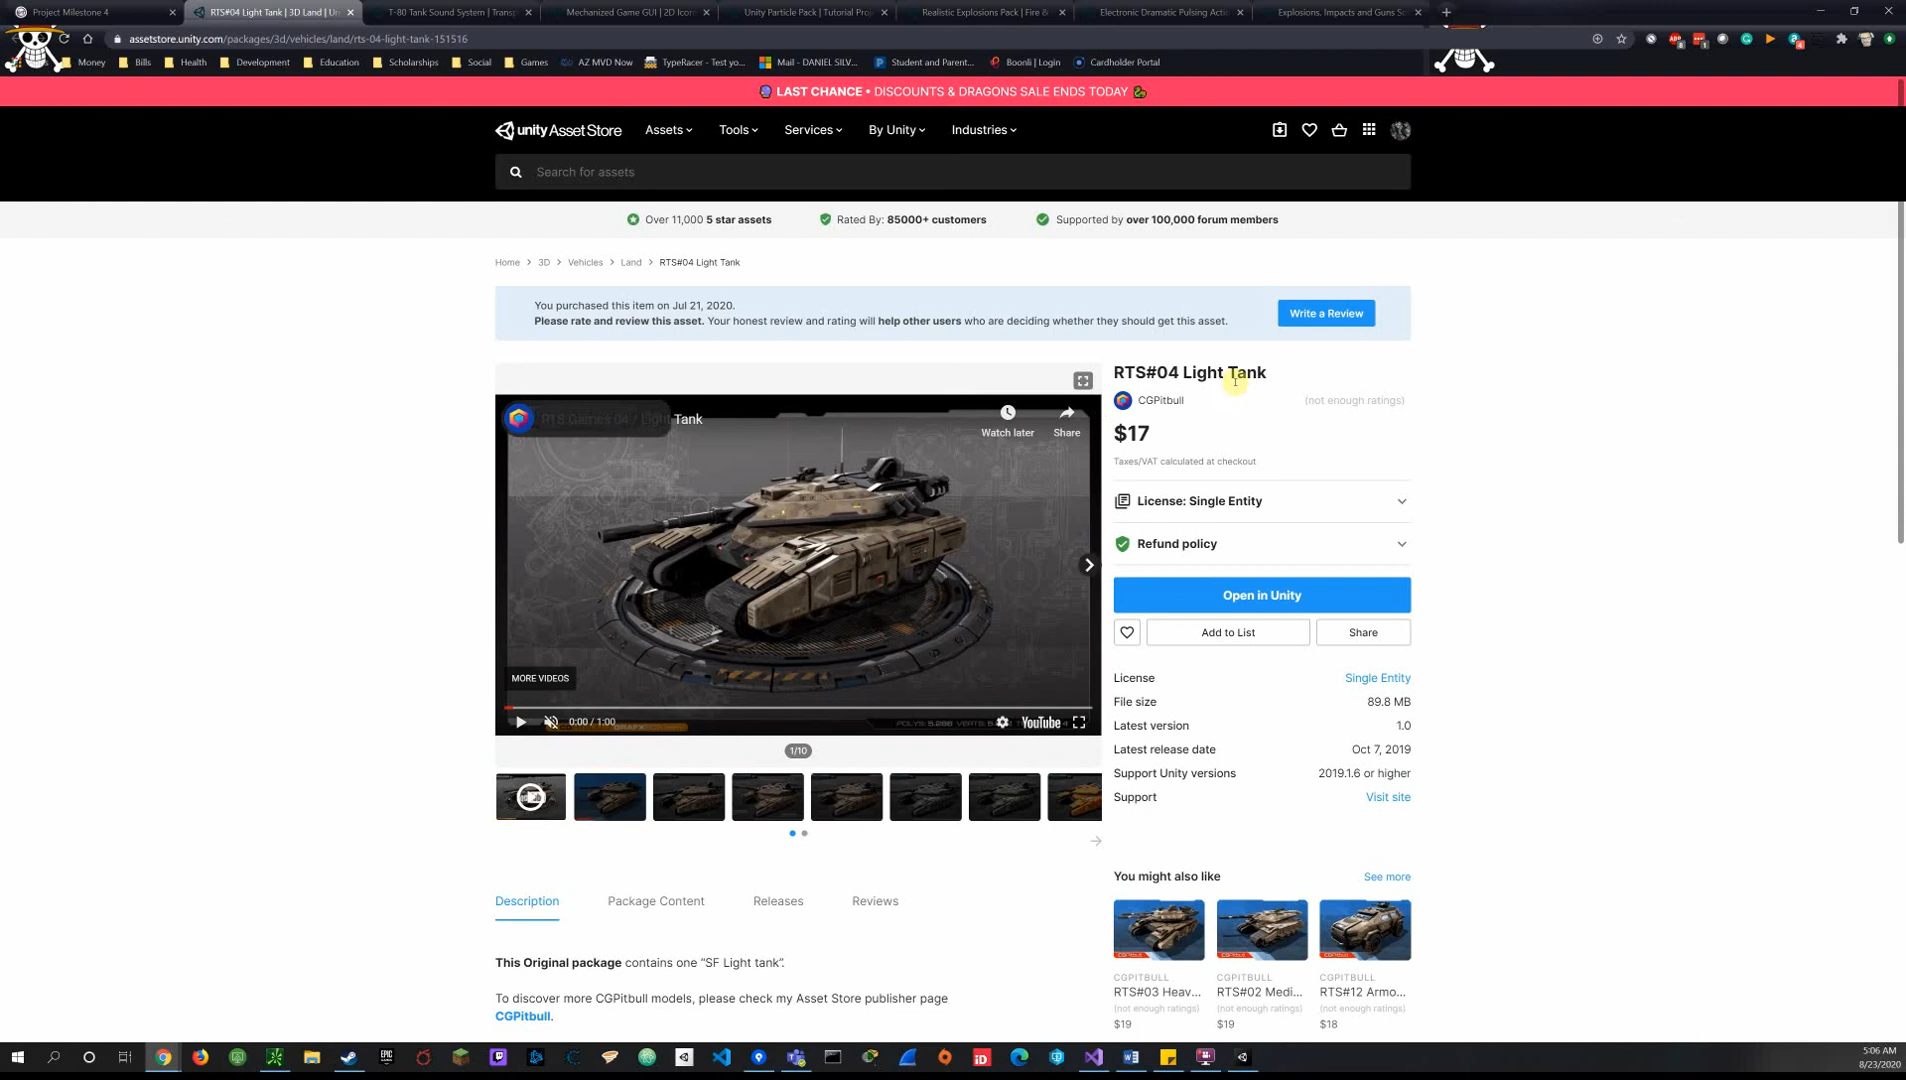 Project Milestone 4
RTS#04 Light Tank | 3D Land | Un
T-80 Tank Sound System | Transp
Mechanized Game GUI | 2D Icon
Unity Particle Pack | Tutorial Proj
Realistic Explosions Pack | Fire &
Electronic Dramatic Pulsing Acti
Explosions, Impacts and Guns So
assetstore.unity.com/packages/3d/vehicles/land/rts-04-light-tank-151516
Money
Bills
Health
Development
Education
Scholarships
Social
Games
AZ MVD Now
TypeRacer - Test yo...
Mail - DANIEL SILV...
Student and Parent...
Boonli | Login
Cardholder Portal
LAST CHANCE • DISCOUNTS & DRAGONS SALE ENDS TODAY
unity Asset Store
Assets
Tools
Services
By Unity
Industries
Search for assets
Over 11,000 5 star assets
Rated By: 85000+ customers
Supported by over 100,000 forum members
Home > 3D > Vehicles > Land > RTS#04 Light Tank
You purchased this item on Jul 21, 2020.
Please rate and review this asset. Your honest review and rating will help other users who are deciding whether they should get this asset.
Write a Review
RTS Games 04 / Light Tank
Watch later
Share
MORE VIDEOS
0:00 / 1:00
YouTube
1/10
RTS#04 Light Tank
CGPitbull
(not enough ratings)
$17
Taxes/VAT calculated at checkout
License: Single Entity
Refund policy
Open in Unity
Add to List
Share
License
Single Entity
File size
89.8 MB
Latest version
1.0
Latest release date
Oct 7, 2019
Support Unity versions
2019.1.6 or higher
Support
Visit site
Description
Package Content
Releases
Reviews
This Original package contains one “SF Light tank”.
To discover more CGPitbull models, please check my Asset Store publisher page
CGPitbull.
You might also like
See more
CGPITBULL
RTS#03 Heav...
(not enough ratings)
$19
CGPITBULL
RTS#02 Medi...
(not enough ratings)
$19
CGPITBULL
RTS#12 Armo...
(not enough ratings)
$18
5:06 AM
8/23/2020